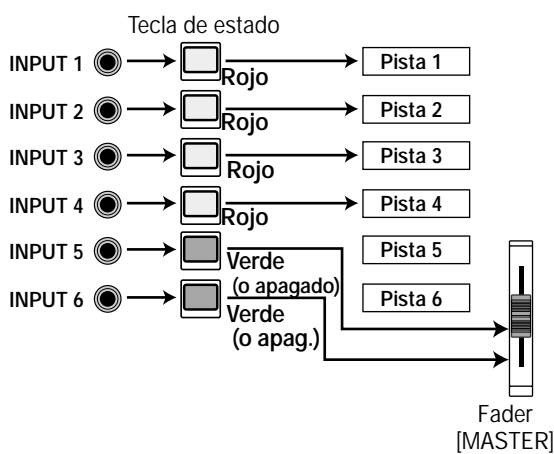 Tecla de estado
INPUT 1 Rojo Pista 1
INPUT 2 Rojo Pista 2
INPUT 3 Rojo Pista 3
INPUT 4 Rojo Pista 4
INPUT 5 Verde Pista 5
(o apagado)
INPUT 6 Verde Pista 6
(o apag.)
Fader
[MASTER]